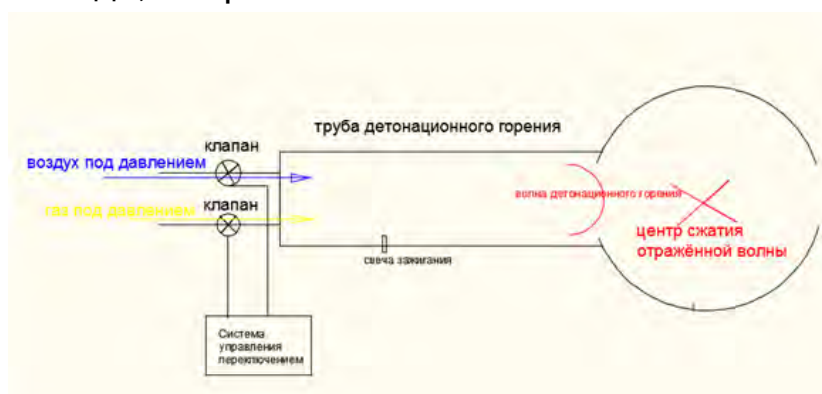 труба детонационного горения
клапан
воздух под давлением
газ под давлением
клапан
волна детонационного горения
центр сжатия
отражённой волны
свеча зажигания
Система
управления
переключением